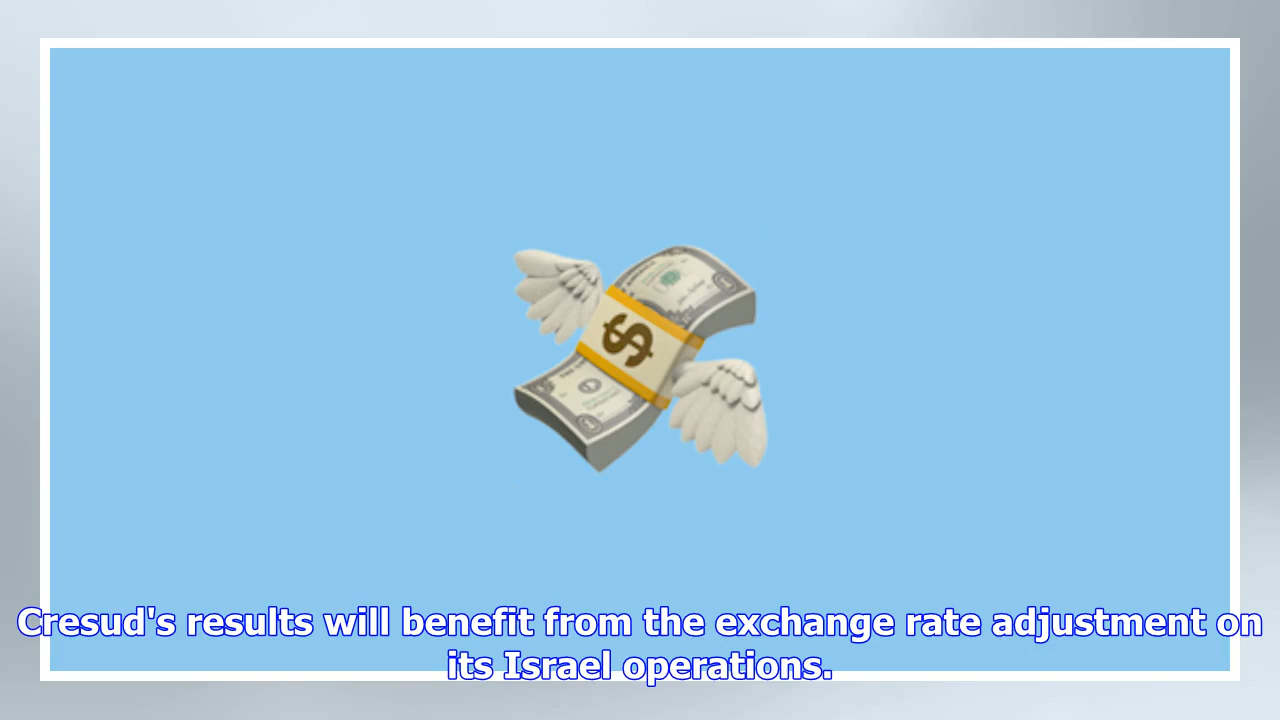 $
Cresud's results will benefit from the exchange rate adjustment on
its Israel operations.